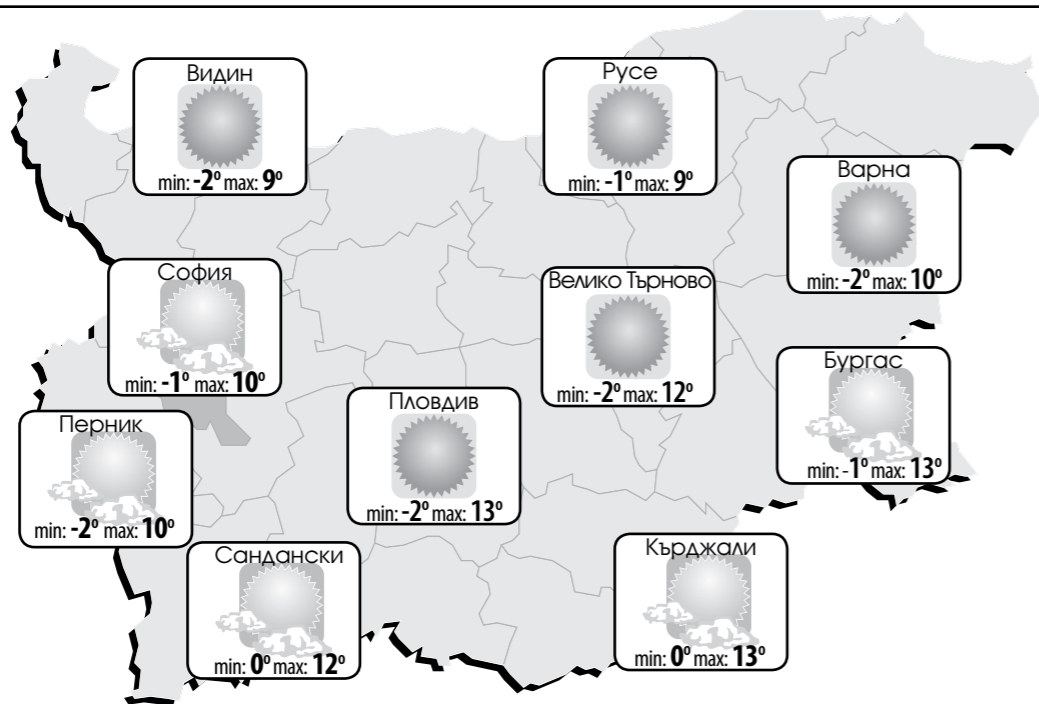 Видин
min: -2° max: 9°
Русе
min: -1° max: 9°
Варна
min: -2° max: 10°
София
min: -1° max: 10°
Велико Търново
min: -2° max: 12°
Бургас
min: -1° max: 13°
Пловдив
min: -2° max: 13°
Перник
min: -2° max: 10°
Сандански
min: 0° max: 12°
Кърджали
min: 0° max: 13°